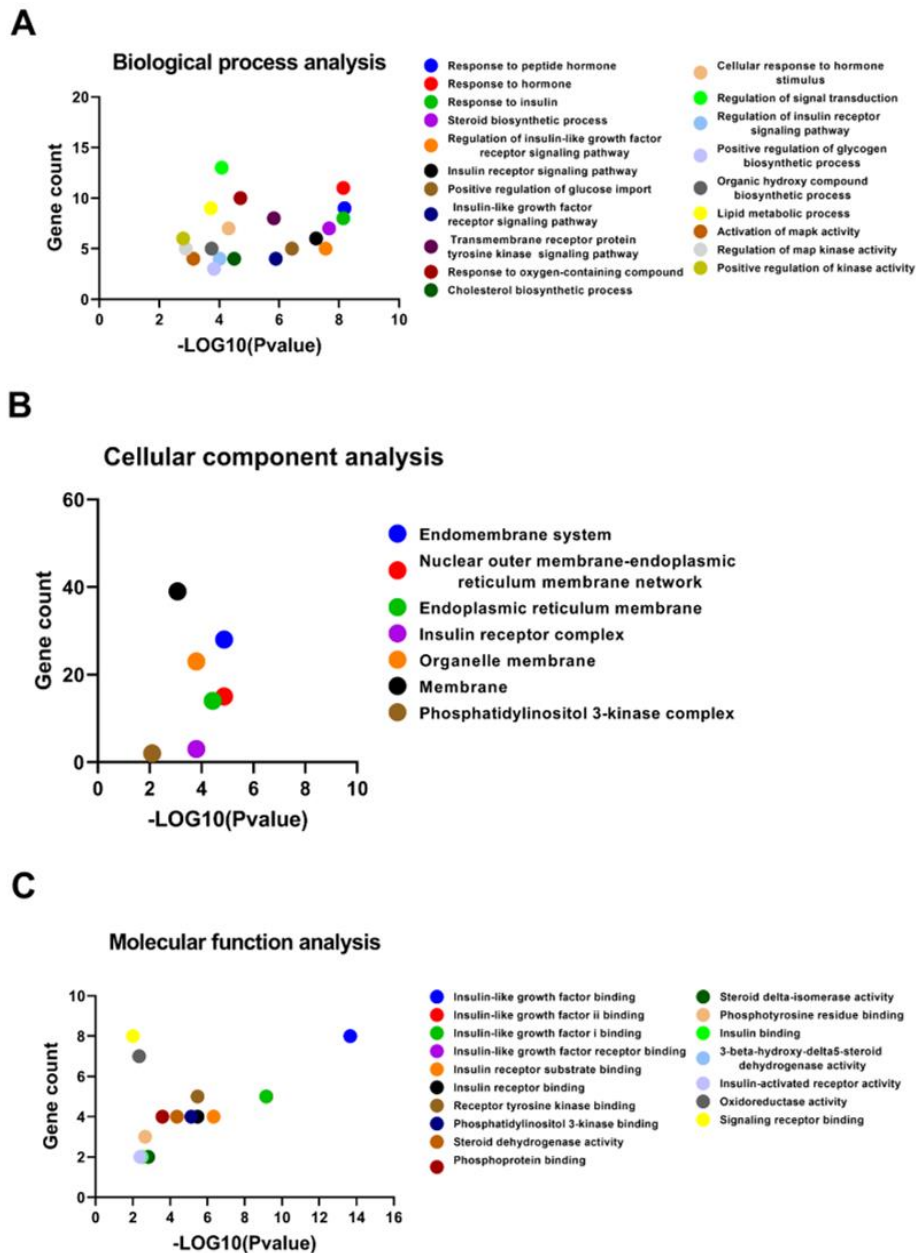 A
Biological process analysis
20
15
10
5
0
Gene count
0 2 4 6 8 10
-LOG10(Pvalue)
Response to peptide hormone
Response to hormone
Response to insulin
Steroid biosynthetic process
Regulation of insulin-like growth factor
receptor signaling pathway
Insulin receptor signaling pathway
Positive regulation of glucose import
Insulin-like growth factor
receptor signaling pathway
Transmembrane receptor protein
tyrosine kinase signaling pathway
Response to oxygen-containing compound
Cholesterol biosynthetic process
Cellular response to hormone
stimulus
Regulation of signal transduction
Regulation of insulin receptor
signaling pathway
Positive regulation of glycogen
biosynthetic process
Organic hydroxy compound
biosynthetic process
Lipid metabolic process
Activation of mapk activity
Regulation of map kinase activity
Positive regulation of kinase activity
B
Cellular component analysis
60
40
20
0
Gene count
0 2 4 6 8 10
-LOG10(Pvalue)
Endomembrane system
Nuclear outer membrane-endoplasmic
reticulum membrane network
Endoplasmic reticulum membrane
Insulin receptor complex
Organelle membrane
Membrane
Phosphatidylinositol 3-kinase complex
C
Molecular function analysis
10
8
6
4
2
0
Gene count
0 2 4 6 8 10 12 14 16
-LOG10(Pvalue)
Insulin-like growth factor binding
Insulin-like growth factor ii binding
Insulin-like growth factor i binding
Insulin-like growth factor receptor binding
Insulin receptor substrate binding
Insulin receptor binding
Receptor tyrosine kinase binding
Phosphatidylinositol 3-kinase binding
Steroid dehydrogenase activity
Phosphoprotein binding
Steroid delta-isomerase activity
Phosphotyrosine residue binding
Insulin binding
3-beta-hydroxy-delta5-steroid
dehydrogenase activity
Insulin-activated receptor activity
Oxidoreductase activity
Signaling receptor binding